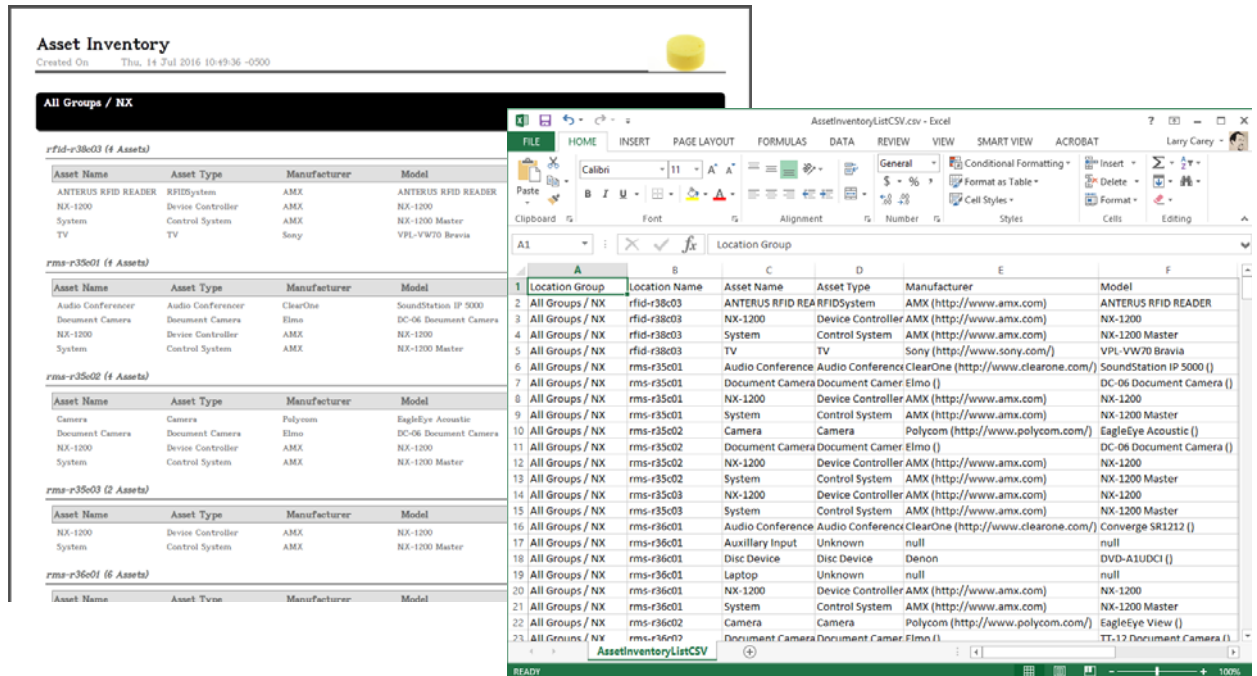 Asset Inventory
Created On Thu, 14 Jul 2016 10:49:36 -0500
All Groups / NX
rfid-r38c03 (4 Assets)
Asset Name Asset Type Manufacturer Model
ANTERUS RFID READER RFIDSystem AMX ANTERUS RFID READER
NX-1200 Device Controller AMX NX-1200
System Control System AMX NX-1200 Master
TV TV Sony VPL-VW70 Bravia
rms-r35c01 (4 Assets)
Asset Name Asset Type Manufacturer Model
Audio Conferencer Audio Conferencer ClearOne SoundStation IP 5000
Document Camera Document Camera Elmo DC-06 Document Camera
NX-1200 Device Controller AMX NX-1200
System Control System AMX NX-1200 Master
rms-r35c02 (4 Assets)
Asset Name Asset Type Manufacturer Model
Camera Camera Polycom EagleEye Acoustic
Document Camera Document Camera Elmo DC-06 Document Camera
NX-1200 Device Controller AMX NX-1200
System Control System AMX NX-1200 Master
rms-r35c03 (2 Assets)
Asset Name Asset Type Manufacturer Model
NX-1200 Device Controller AMX NX-1200
System Control System AMX NX-1200 Master
rms-r36c01 (6 Assets)
Asset Name Asset Type Manufacturer Model
AssetInventoryListCSV.csv - Excel
FILE HOME INSERT PAGE LAYOUT FORMULAS DATA REVIEW VIEW SMART VIEW ACROBAT Larry Carey
Calibri 11 General Conditional Formatting Insert
Paste B I U $ % Format as Table Delete
Cell Styles Format
Clipboard Font Alignment Number Styles Cells Editing
A1 fx Location Group
A B C D E F
1 Location Group Location Name Asset Name Asset Type Manufacturer Model
2 All Groups / NX rfid-r38c03 ANTERUS RFID REA RFIDSystem AMX (http://www.amx.com) ANTERUS RFID READER
3 All Groups / NX rfid-r38c03 NX-1200 Device Controller AMX (http://www.amx.com) NX-1200
4 All Groups / NX rfid-r38c03 System Control System AMX (http://www.amx.com) NX-1200 Master
5 All Groups / NX rfid-r38c03 TV TV Sony (http://www.sony.com/) VPL-VW70 Bravia
6 All Groups / NX rms-r35c01 Audio Conference Audio Conference ClearOne (http://www.clearone.com/) SoundStation IP 5000 ()
7 All Groups / NX rms-r35c01 Document Camera Document Camer Elmo () DC-06 Document Camera ()
8 All Groups / NX rms-r35c01 NX-1200 Device Controller AMX (http://www.amx.com) NX-1200
9 All Groups / NX rms-r35c01 System Control System AMX (http://www.amx.com) NX-1200 Master
10 All Groups / NX rms-r35c02 Camera Camera Polycom (http://www.polycom.com/) EagleEye Acoustic ()
11 All Groups / NX rms-r35c02 Document Camera Document Camer Elmo () DC-06 Document Camera ()
12 All Groups / NX rms-r35c02 NX-1200 Device Controller AMX (http://www.amx.com) NX-1200
13 All Groups / NX rms-r35c02 System Control System AMX (http://www.amx.com) NX-1200 Master
14 All Groups / NX rms-r35c03 NX-1200 Device Controller AMX (http://www.amx.com) NX-1200
15 All Groups / NX rms-r35c03 System Control System AMX (http://www.amx.com) NX-1200 Master
16 All Groups / NX rms-r36c01 Audio Conference Audio Conference ClearOne (http://www.clearone.com/) Converge SR1212 ()
17 All Groups / NX rms-r36c01 Auxillary Input Unknown null null
18 All Groups / NX rms-r36c01 Disc Device Disc Device Denon DVD-A1UDCI ()
19 All Groups / NX rms-r36c01 Laptop Unknown null null
20 All Groups / NX rms-r36c01 NX-1200 Device Controller AMX (http://www.amx.com) NX-1200
21 All Groups / NX rms-r36c01 System Control System AMX (http://www.amx.com) NX-1200 Master
22 All Groups / NX rms-r36c02 Camera Camera Polycom (http://www.polycom.com/) EagleEye View ()
23 All Groups / NX rms-r36c02 Document Camera Document Camer Elmo () TT-12 Document Camera ()
AssetInventoryListCSV
READY 100%